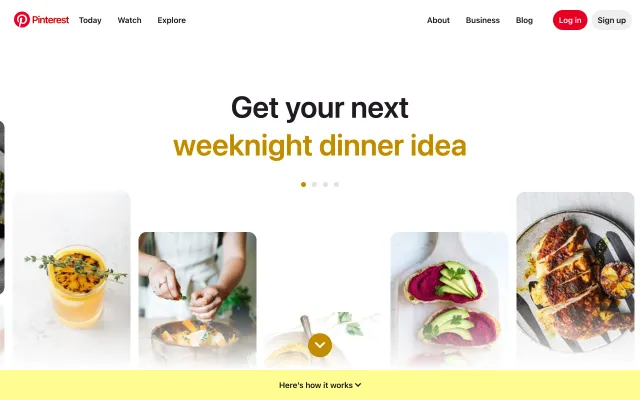 Pinterest Today Watch Explore About Business Blog Log in Sign up
Get your next
weeknight dinner idea
Here's how it works